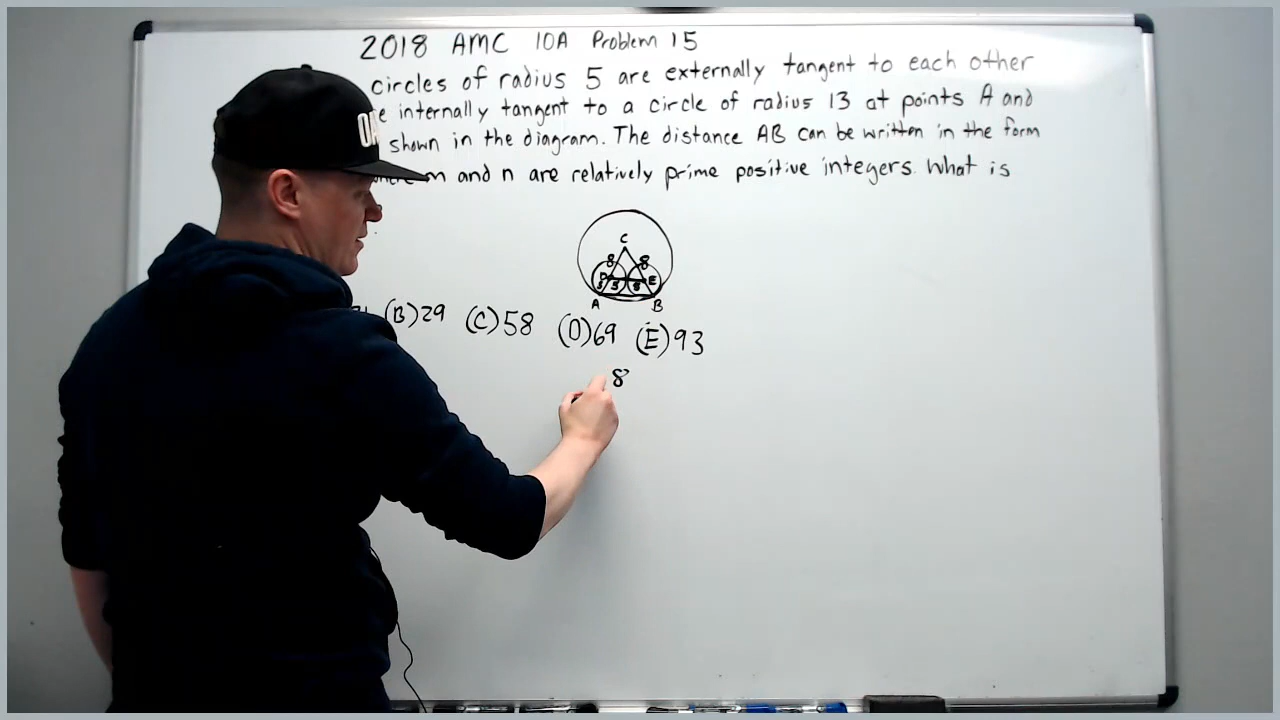 2018 AMC 10A Problem 15
circles of radius 5 are externally tangent to each other
e internally tangent to a circle of radius 13 at points A and
shown in the diagram. The distance AB can be written in the form
m and n are relatively prime positive integers. What is
C
8 8
D E
5 5 5 5
A B
(B) 29 (C) 58 (D) 69 (E) 93
8